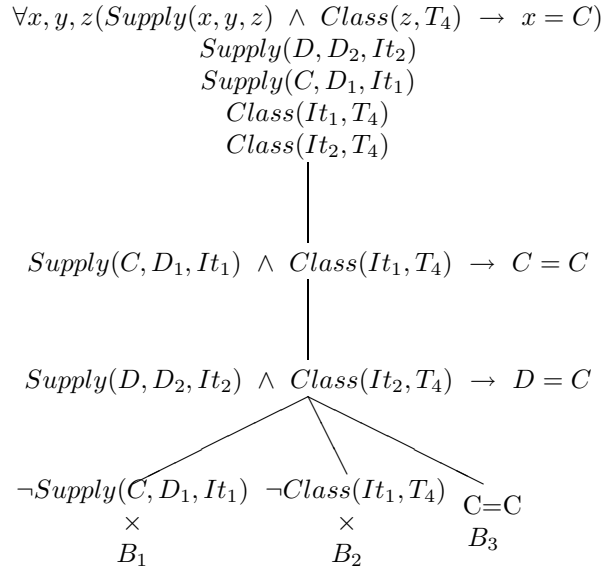 ∀x, y, z(Supply(x, y, z) ∧ Class(z, T₄) → x = C)
Supply(D, D₂, It₂)
Supply(C, D₁, It₁)
Class(It₁, T₄)
Class(It₂, T₄)
Supply(C, D₁, It₁) ∧ Class(It₁, T₄) → C = C
Supply(D, D₂, It₂) ∧ Class(It₂, T₄) → D = C
¬Supply(C, D₁, It₁) ¬Class(It₁, T₄) C=C
× ×
B₁ B₂ B₃